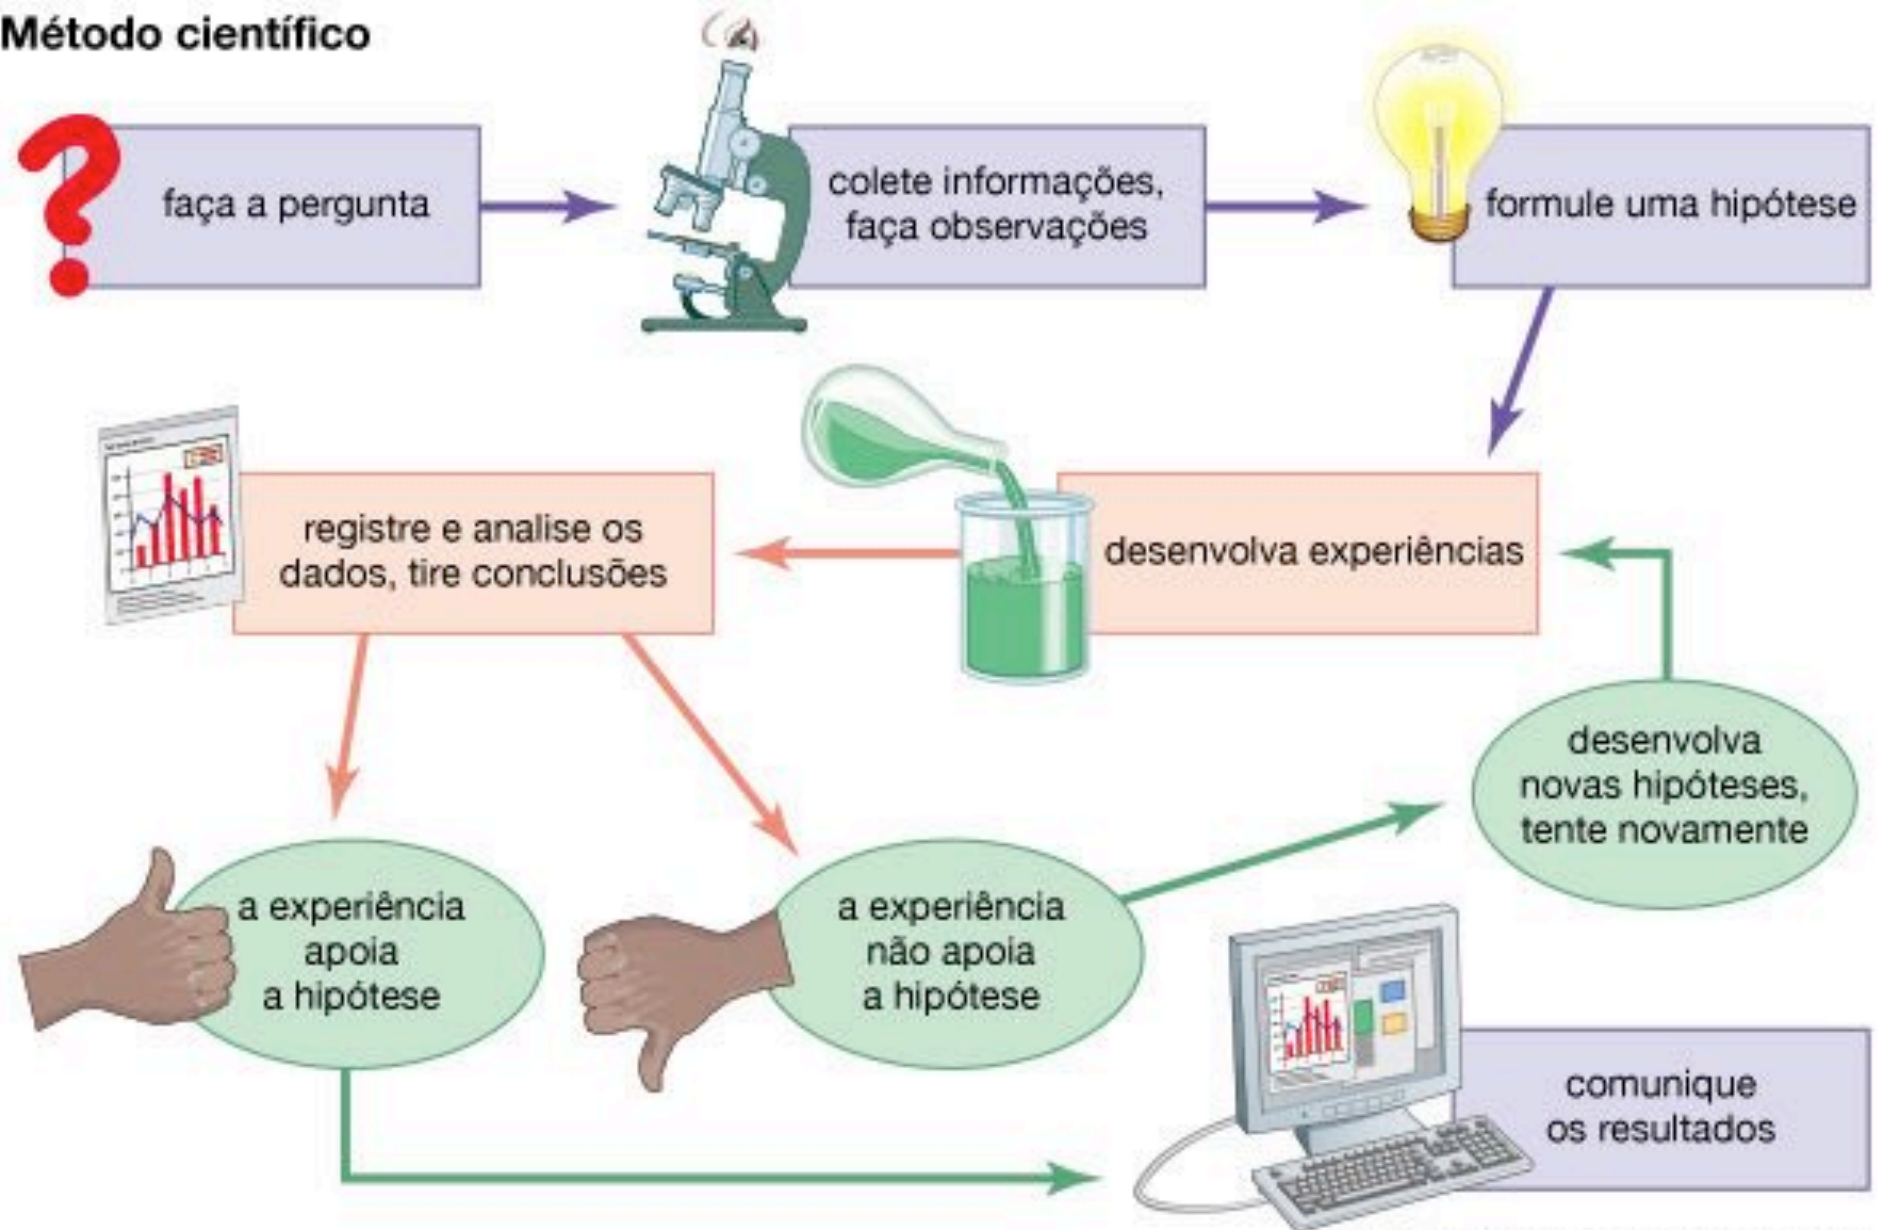 Método científico
faça a pergunta
colete informações,
faça observações
formule uma hipótese
desenvolva experiências
registre e analise os
dados, tire conclusões
a experiência
apoia
a hipótese
a experiência
não apoia
a hipótese
desenvolva
novas hipóteses,
tente novamente
comunique
os resultados